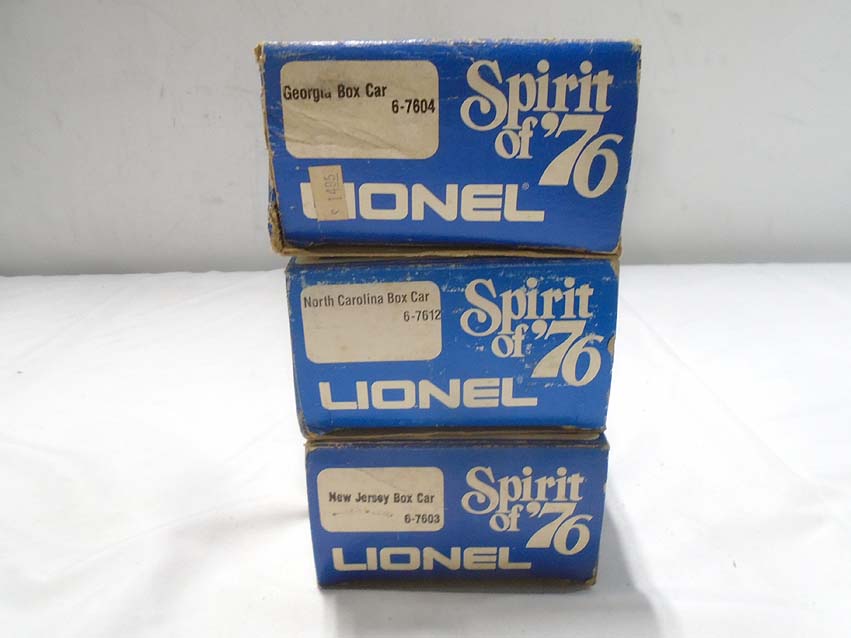 Georgia Box Car
6-7604
Spirit
of '76
1495
LIONEL
North Carolina Box Car
6-7612
Spirit
of '76
LIONEL
New Jersey Box Car
6-7603
Spirit
of '76
LIONEL